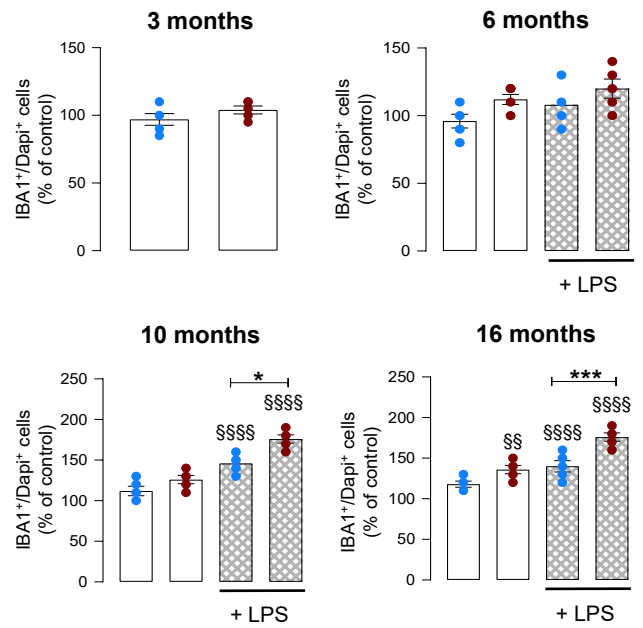 3 months
IBA1⁺/Dapi⁺ cells
(% of control)
150
100
50
0
6 months
IBA1⁺/Dapi⁺ cells
(% of control)
150
100
50
0
+ LPS
10 months
IBA1⁺/Dapi⁺ cells
(% of control)
250
200
150
100
50
0
*
§§§§
§§§§
+ LPS
16 months
IBA1⁺/Dapi⁺ cells
(% of control)
250
200
150
100
50
0
***
§§
§§§§
§§§§
+ LPS